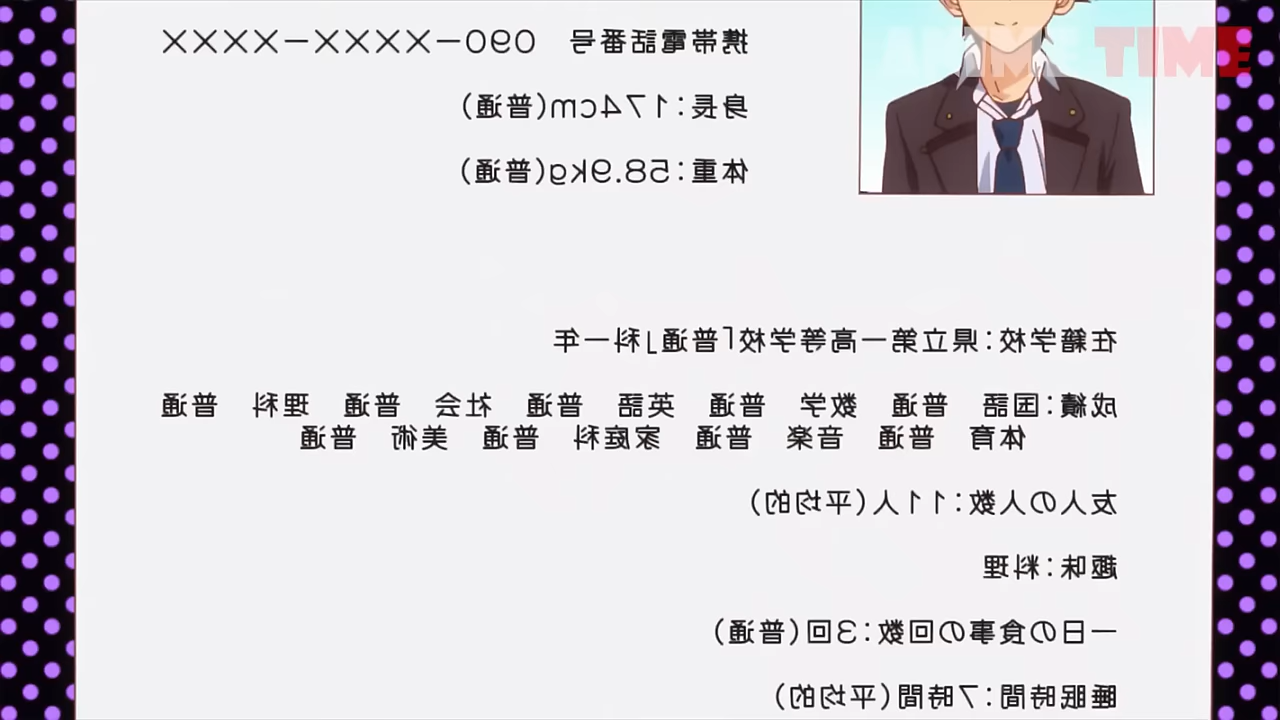 携帯電話番号　090-XXXX-XXXX
ANIME TIME
身長:174cm(普通)
体重:58.9kg(普通)
在籍学校:県立第一高等学校「普通」科一年
成績:国語　普通　数学　普通　英語　普通　社会　普通　理科　普通
体育　普通　音楽　普通　家庭科　普通　美術　普通
友人の人数:11人(平均的)
趣味:料理
一日の食事の回数:3回(普通)
睡眠時間:7時間(平均的)